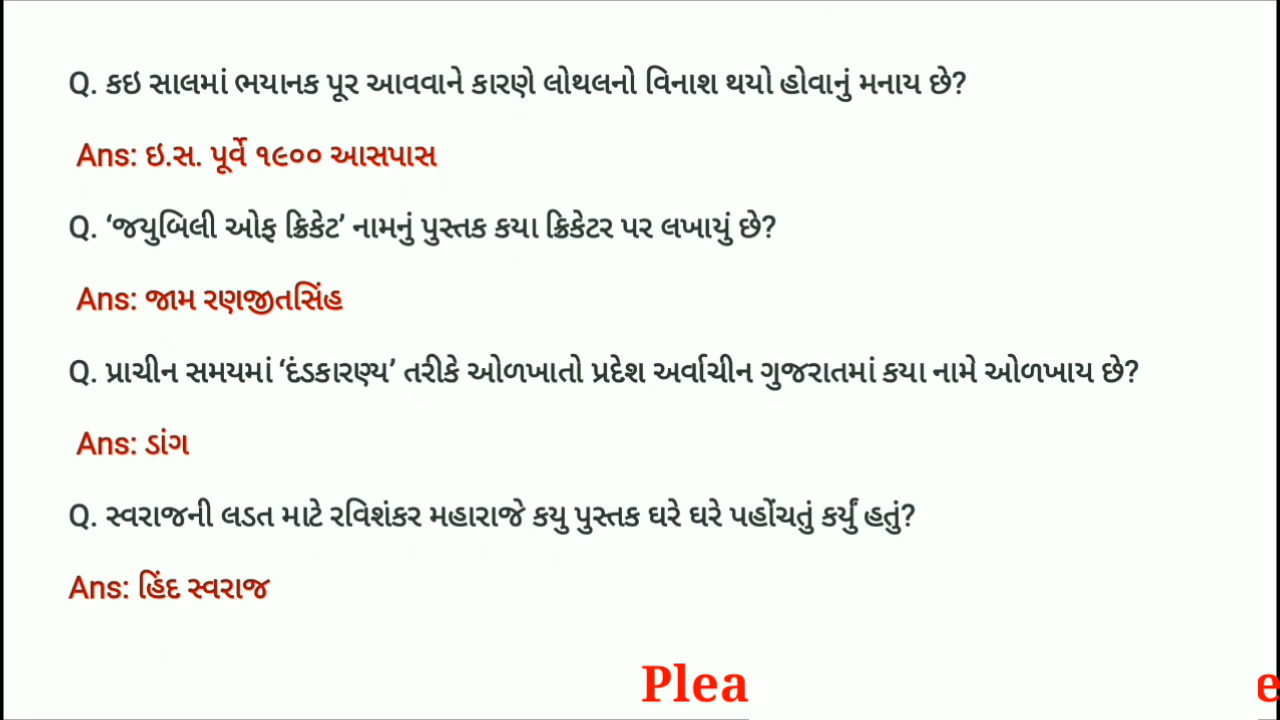 Q. કઇ સાલમાં ભયાનક પૂર આવવાને કારણે લોથલનો વિનાશ થયો હોવાનું મનાય છે?
Ans: ઇ.સ. પૂર્વે ૧૯૦૦ આસપાસ
Q. ‘જ્યુબિલી ઓફ ક્રિકેટ’ નામનું પુસ્તક કયા ક્રિકેટર પર લખાયું છે?
Ans: જામ રણજીતસિંહ
Q. પ્રાચીન સમયમાં ‘દંડકારણ્ય’ તરીકે ઓળખાતો પ્રદેશ અર્વાચીન ગુજરાતમાં કયા નામે ઓળખાય છે?
Ans: ડાંગ
Q. સ્વરાજની લડત માટે રવિશંકર મહારાજે કયુ પુસ્તક ઘરે ઘરે પહોંચતું કર્યું હતું?
Ans: હિંદ સ્વરાજ